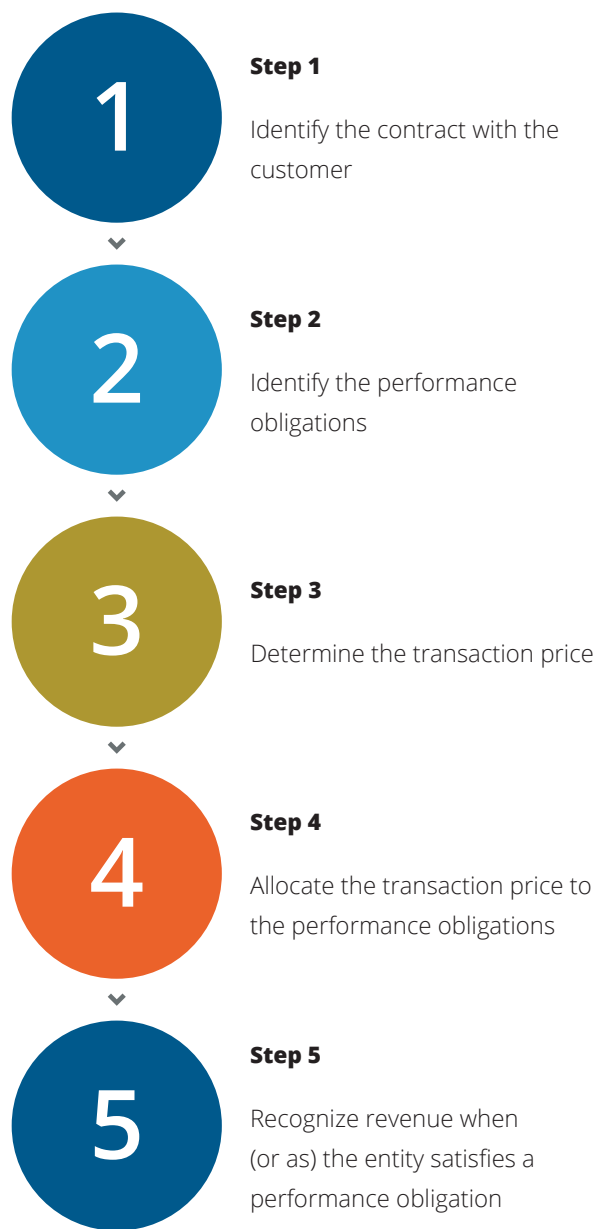 1
Step 1
Identify the contract with the
customer
2
Step 2
Identify the performance
obligations
3
Step 3
Determine the transaction price
4
Step 4
Allocate the transaction price to
the performance obligations
5
Step 5
Recognize revenue when
(or as) the entity satisfies a
performance obligation